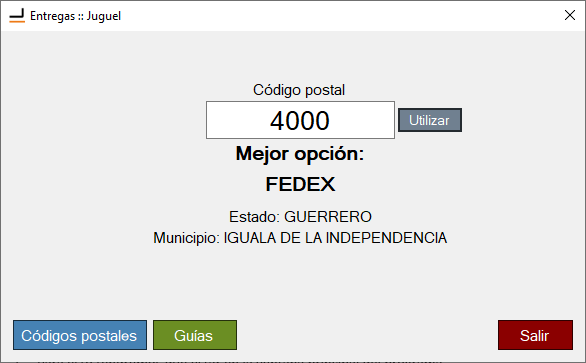 Entregas :: Juguel
Código postal
4000
Utilizar
Mejor opción:
FEDEX
Estado: GUERRERO
Municipio: IGUALA DE LA INDEPENDENCIA
Códigos postales
Guías
Salir